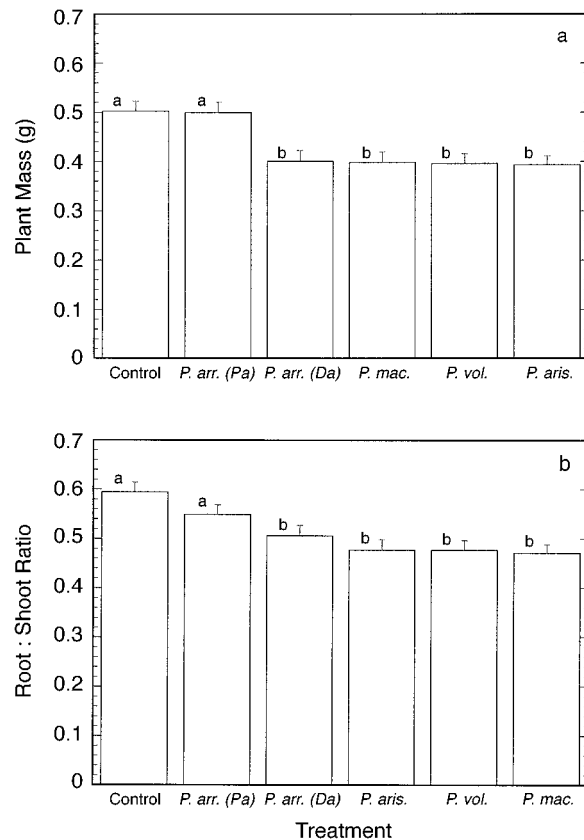 a
0.7
0.6
0.5
0.4
0.3
0.2
0.1
0
Plant Mass (g)
a
a
b
b
b
b
Control
P. arr. (Pa)
P. arr. (Da)
P. mac.
P. vol.
P. aris.
b
0.7
0.6
0.5
0.4
0.3
0.2
0.1
0
Root : Shoot Ratio
a
a
b
b
b
b
Control
P. arr. (Pa)
P. arr. (Da)
P. aris.
P. vol.
P. mac.
Treatment